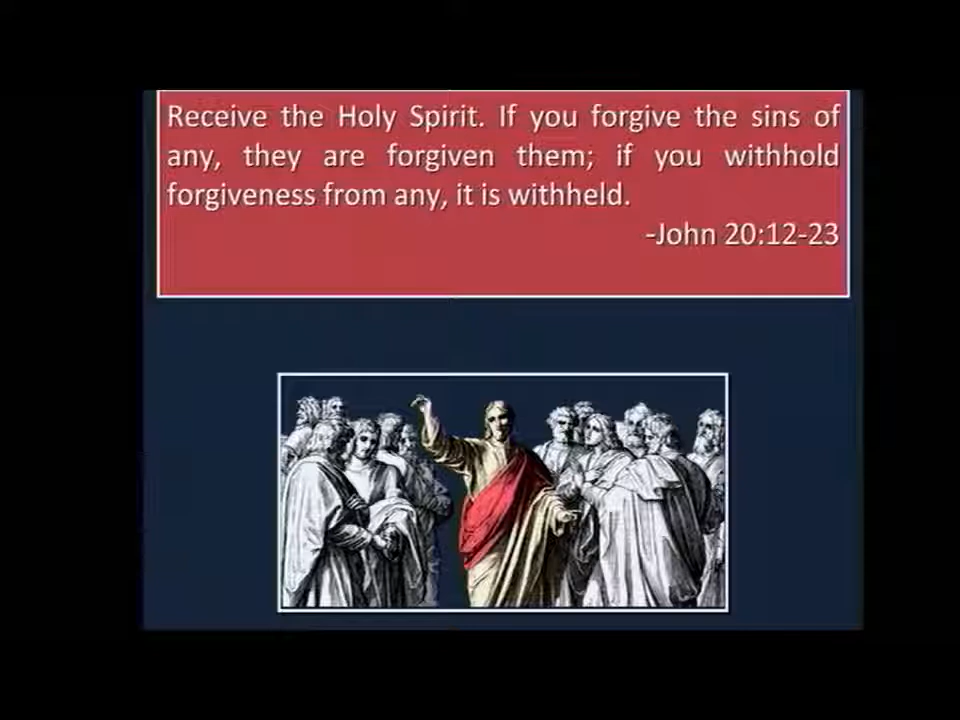 Receive the Holy Spirit. If you forgive the sins of
any, they are forgiven them; if you withhold
forgiveness from any, it is withheld.
-John 20:12-23